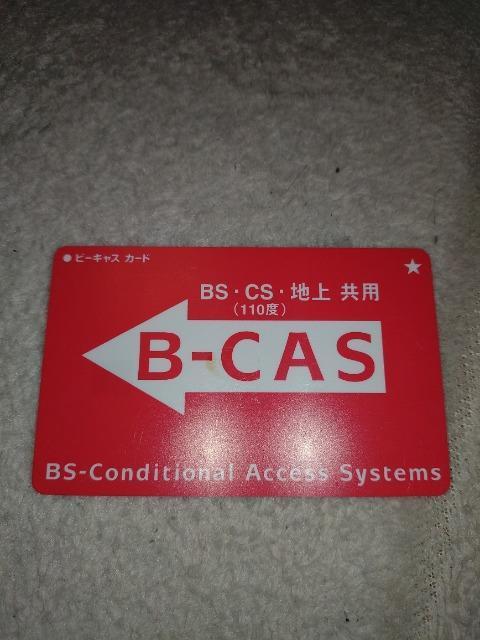 ● ビーキャス カード
★
BS・CS・地上 共用
(110度)
B-CAS
BS-Conditional Access Systems